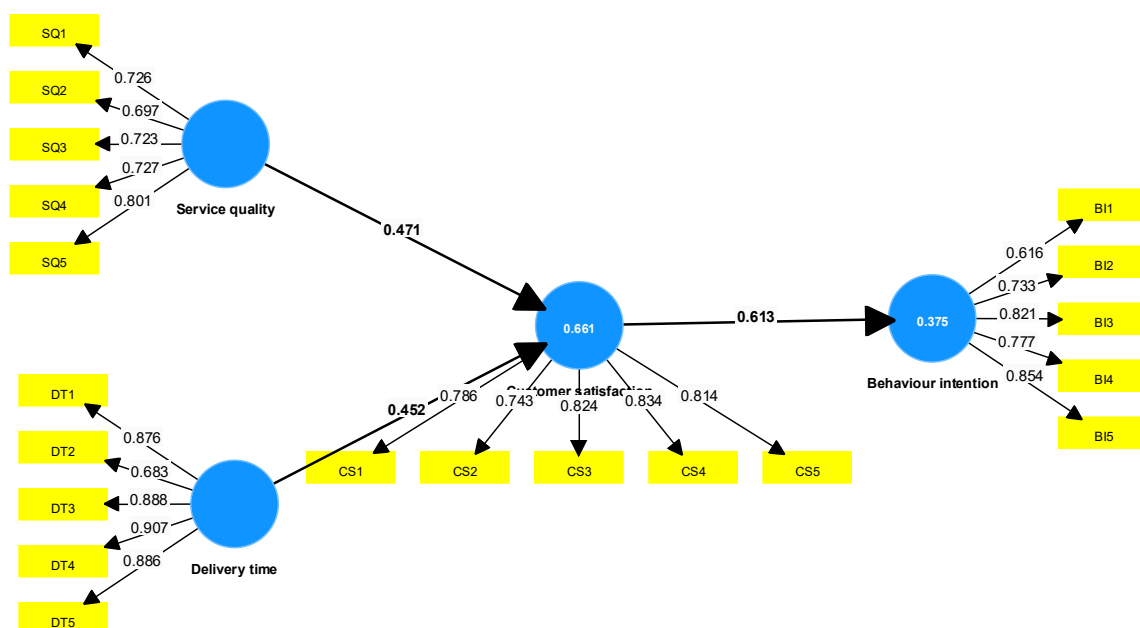 SQ1
0.726
SQ2
0.697
SQ3
0.723
0.727
SQ4
0.801
Service quality
SQ5
0.471
DT1
0.876
DT2
0.683
DT3
0.888
0.907
DT4
0.886
Delivery time
DT5
0.452
0.661
Customer satisfaction
0.786
0.743
0.824
0.834
0.814
CS1
CS2
CS3
CS4
CS5
0.613
0.375
Behaviour intention
BI1
0.616
BI2
0.733
0.821
BI3
0.777
BI4
0.854
BI5